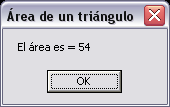 Área de un triángulo
El área es = 54
OK